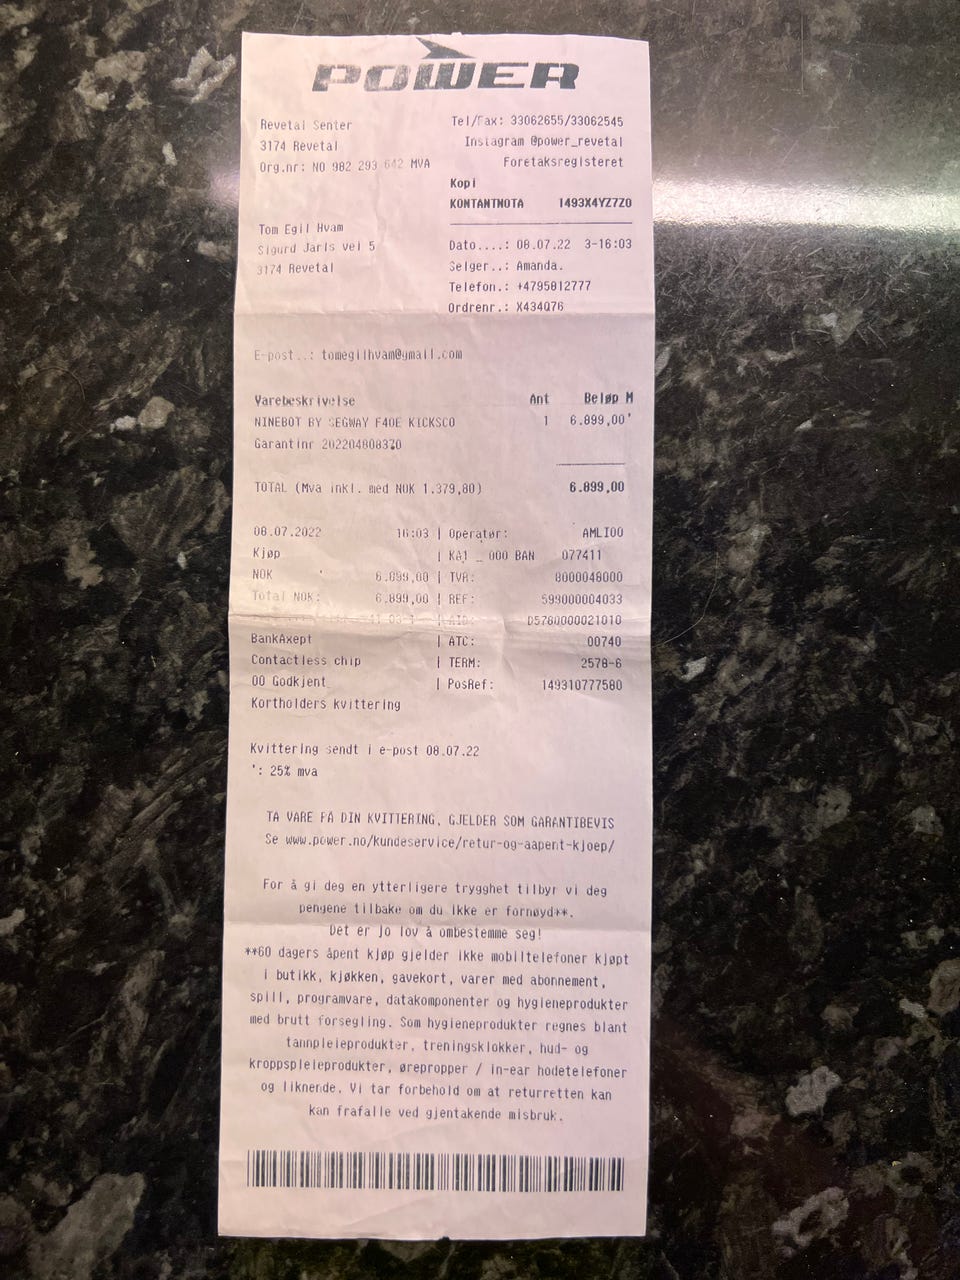 POWER
Revetal Senter
3174 Revetal
Org.nr: NO 982 293 642 MVA
Tel/Fax: 33062655/33062545
Instagram @power_revetal
Foretaksregisteret
Kopi
KONTANTNOTA 1493X4YZ7Z0
Tom Egil Hvam
Sigurd Jarls vei 5
3174 Revetal
Dato....: 08.07.22 3-16:03
Selger..: Amanda.
Telefon.: +4795812777
Ordrenr.: X434Q76
E-post..: tomegilhvam@gmail.com
Varebeskrivelse Ant Beløp M
NINEBOT BY SEGWAY F40E KICKSCO 1 6.899,00'
Garantinr 202204808370
TOTAL (Mva inkl. med NOK 1.379,80) 6.899,00
08.07.2022 16:03 | Operatør: AMLI00
Kjøp | KA1 _ 000 BAN 077411
NOK 6.899,00 | TVR: 8000048000
Total NOK: 6.899,00 | REF: 599000004033
| AID: D5780000021010
BankAxept | ATC: 00740
Contactless chip | TERM: 2578-6
00 Godkjent | PosRef: 149310777580
Kortholders kvittering
Kvittering sendt i e-post 08.07.22
': 25% mva
TA VARE PÅ DIN KVITTERING, GJELDER SOM GARANTIBEVIS
Se www.power.no/kundeservice/retur-og-aapent-kjoep/
For å gi deg en ytterligere trygghet tilbyr vi deg
pengene tilbake om du ikke er fornøyd**.
Det er jo lov å ombestemme seg!
**60 dagers åpent kjøp gjelder ikke mobiltelefoner kjøpt
i butikk, kjøkken, gavekort, varer med abonnement,
spill, programvare, datakomponenter og hygieneprodukter
med brutt forsegling. Som hygieneprodukter regnes blant
tannpleieprodukter, treningsklokker, hud- og
kroppspleieprodukter, ørepropper / in-ear hodetelefoner
og liknende. Vi tar forbehold om at returretten kan
kan frafalle ved gjentakende misbruk.